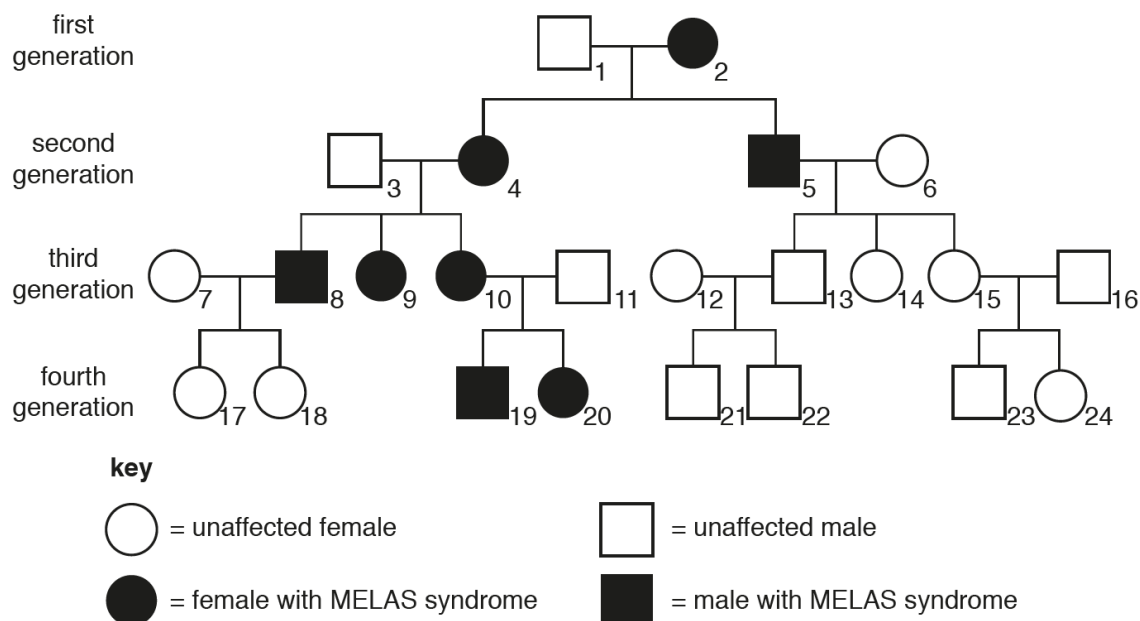 first
generation
1
2
second
generation
3
4
5
6
third
generation
7
8
9
10
11
12
13
14
15
16
fourth
generation
17
18
19
20
21
22
23
24
key
= unaffected female
= unaffected male
= female with MELAS syndrome
= male with MELAS syndrome